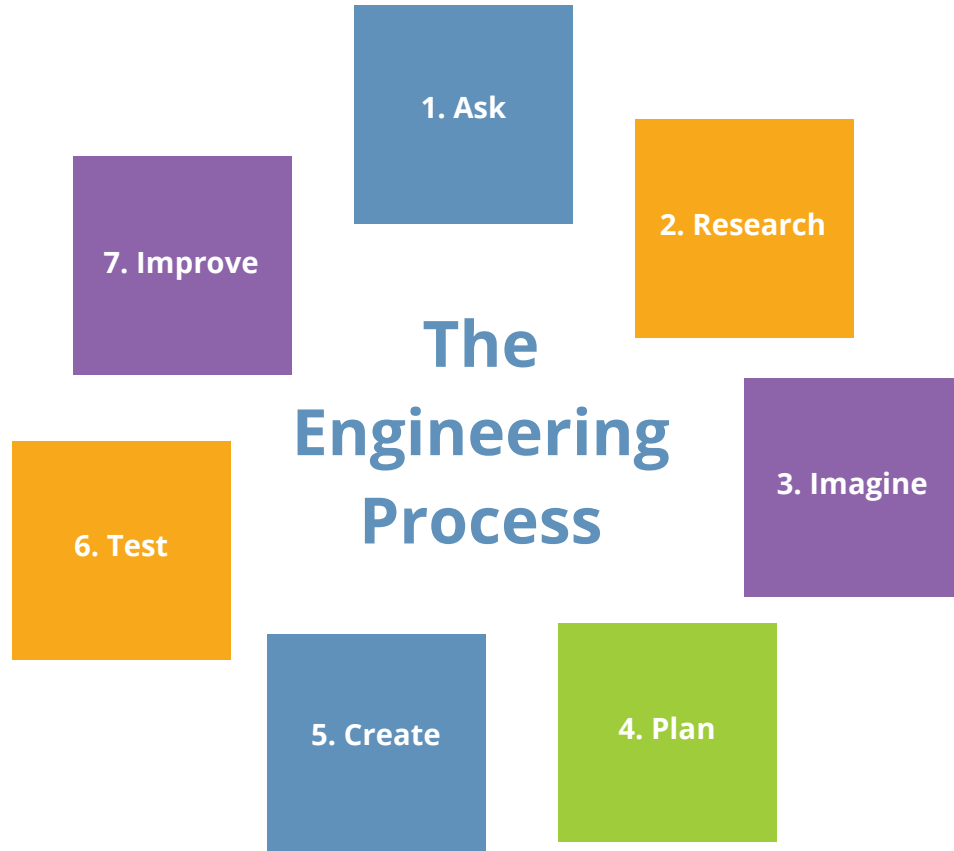 The
Engineering
Process
1. Ask
2. Research
3. Imagine
4. Plan
5. Create
6. Test
7. Improve